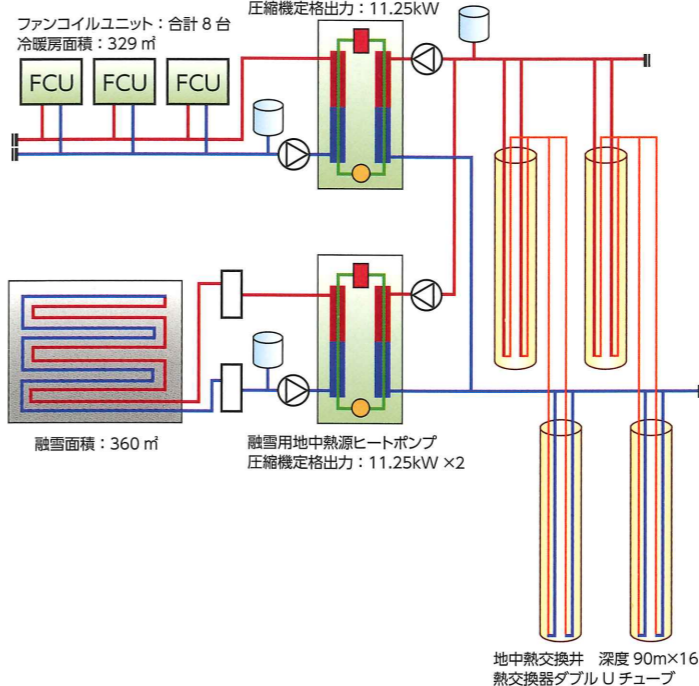 圧縮機定格出力：11.25kW
ファンコイルユニット：合計8台
冷暖房面積：329㎡
FCU FCU FCU
融雪面積：360㎡
融雪用地中熱源ヒートポンプ
圧縮機定格出力：11.25kW×2
地中熱交換井　深度90m×16
熱交換器ダブルUチューブ